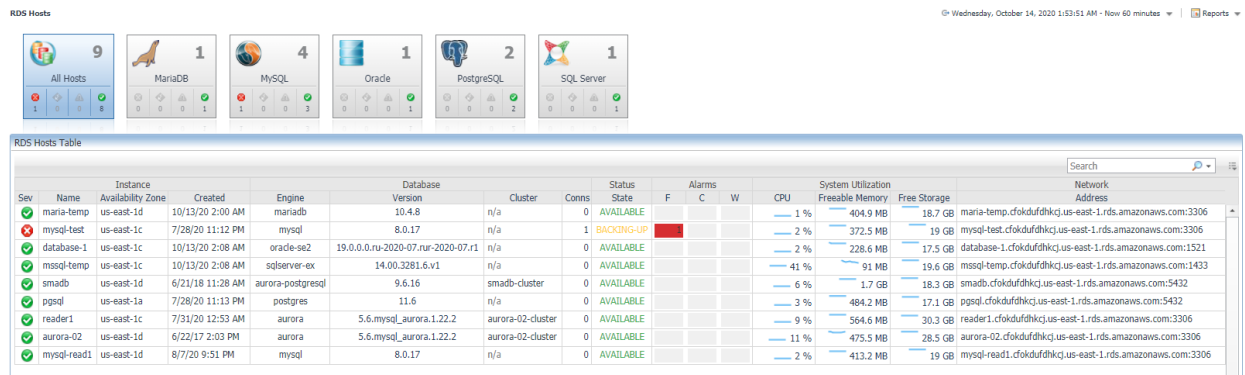 RDS Hosts
Wednesday, October 14, 2020 1:53:51 AM - Now 60 minutes Reports
9 1 4 1 2 1
All Hosts MariaDB MySQL Oracle PostgreSQL SQL Server
1 0 0 8 0 0 0 1 1 0 0 3 0 0 0 1 0 0 0 2 0 0 0 1
RDS Hosts Table
Search
Instance Database Status Alarms System Utilization Network
Sev Name Availability Zone Created Engine Version Cluster Conns State F C W CPU Freeable Memory Free Storage Address
maria-temp us-east-1d 10/13/20 2:00 AM mariadb 10.4.8 n/a 0 AVAILABLE 1 % 404.9 MB 18.7 GB maria-temp.cfokdufdhkcj.us-east-1.rds.amazonaws.com:3306
mysql-test us-east-1c 7/28/20 11:12 PM mysql 8.0.17 n/a 1 BACKING-UP 1 2 % 372.5 MB 19 GB mysql-test.cfokdufdhkcj.us-east-1.rds.amazonaws.com:3306
database-1 us-east-1c 10/13/20 2:08 AM oracle-se2 19.0.0.0.ru-2020-07.rur-2020-07.r1 n/a 0 AVAILABLE 2 % 228.6 MB 17.5 GB database-1.cfokdufdhkcj.us-east-1.rds.amazonaws.com:1521
mssql-temp us-east-1c 10/13/20 2:08 AM sqlserver-ex 14.00.3281.6.v1 n/a 0 AVAILABLE 41 % 91 MB 19.6 GB mssql-temp.cfokdufdhkcj.us-east-1.rds.amazonaws.com:1433
smadb us-east-1d 6/21/18 11:28 AM aurora-postgresql 9.6.16 smadb-cluster 0 AVAILABLE 6 % 1.7 GB 18.3 GB smadb.cfokdufdhkcj.us-east-1.rds.amazonaws.com:5432
pgsql us-east-1a 7/28/20 11:13 PM postgres 11.6 n/a 0 AVAILABLE 3 % 484.2 MB 17.1 GB pgsql.cfokdufdhkcj.us-east-1.rds.amazonaws.com:5432
reader1 us-east-1c 7/31/20 12:53 AM aurora 5.6.mysql_aurora.1.22.2 aurora-02-cluster 0 AVAILABLE 9 % 564.6 MB 30.3 GB reader1.cfokdufdhkcj.us-east-1.rds.amazonaws.com:3306
aurora-02 us-east-1d 6/22/17 2:03 PM aurora 5.6.mysql_aurora.1.22.2 aurora-02-cluster 0 AVAILABLE 11 % 475.5 MB 28.5 GB aurora-02.cfokdufdhkcj.us-east-1.rds.amazonaws.com:3306
mysql-read1 us-east-1d 8/7/20 9:51 PM mysql 8.0.17 n/a 0 AVAILABLE 2 % 413.2 MB 19 GB mysql-read1.cfokdufdhkcj.us-east-1.rds.amazonaws.com:3306